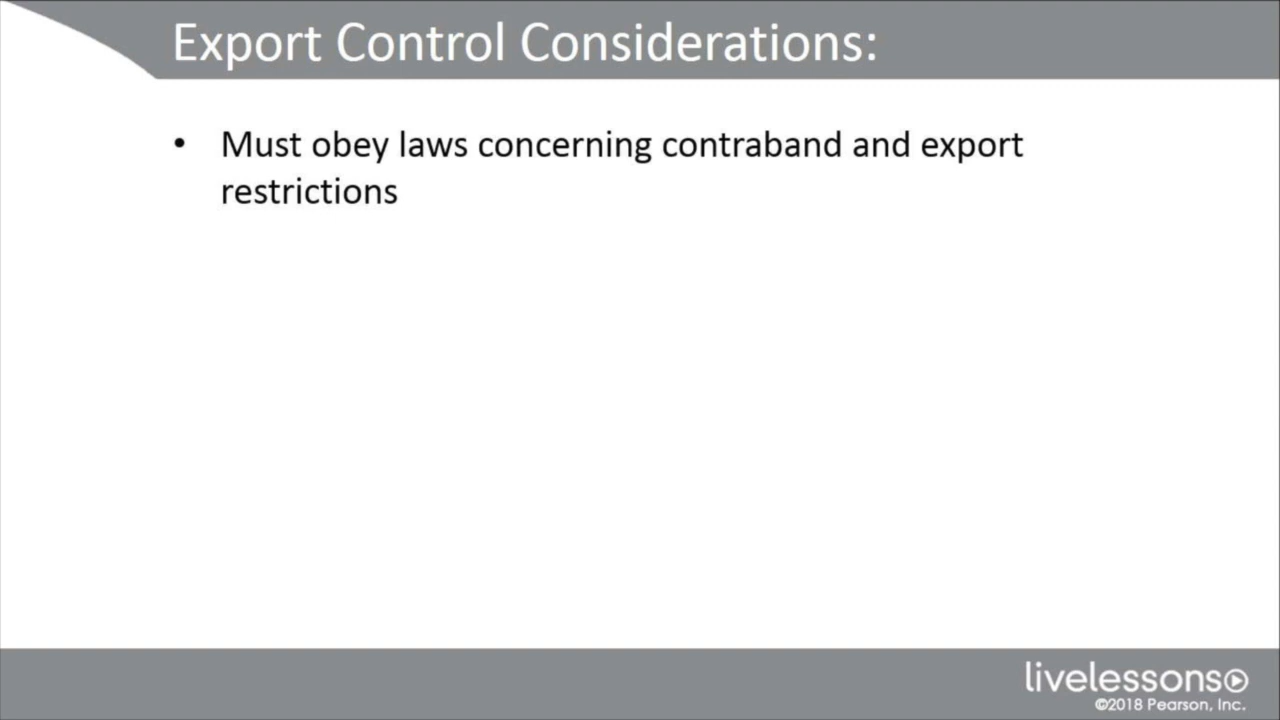 Export Control Considerations:
• Must obey laws concerning contraband and export
restrictions
livelessons
©2018 Pearson, Inc.